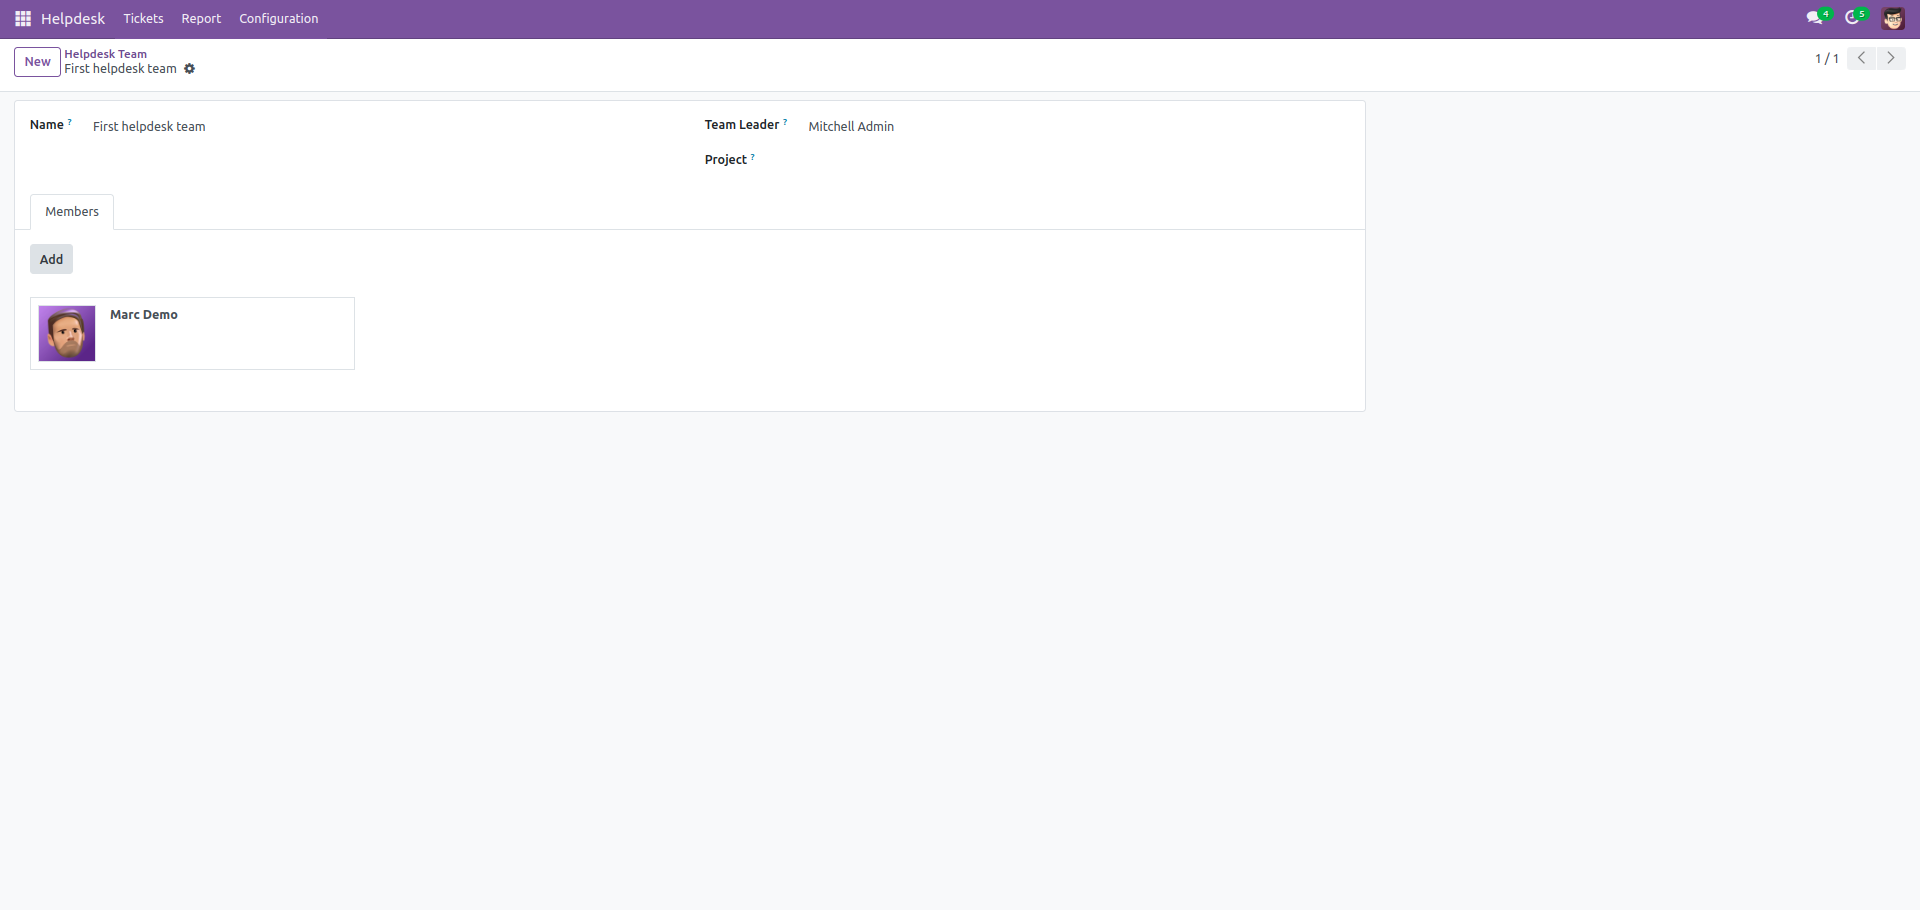 Helpdesk Tickets Report Configuration 4 5
New Helpdesk Team
First helpdesk team 1 / 1
Name ? First helpdesk team Team Leader ? Mitchell Admin
Project ?
Members
Add
Marc Demo